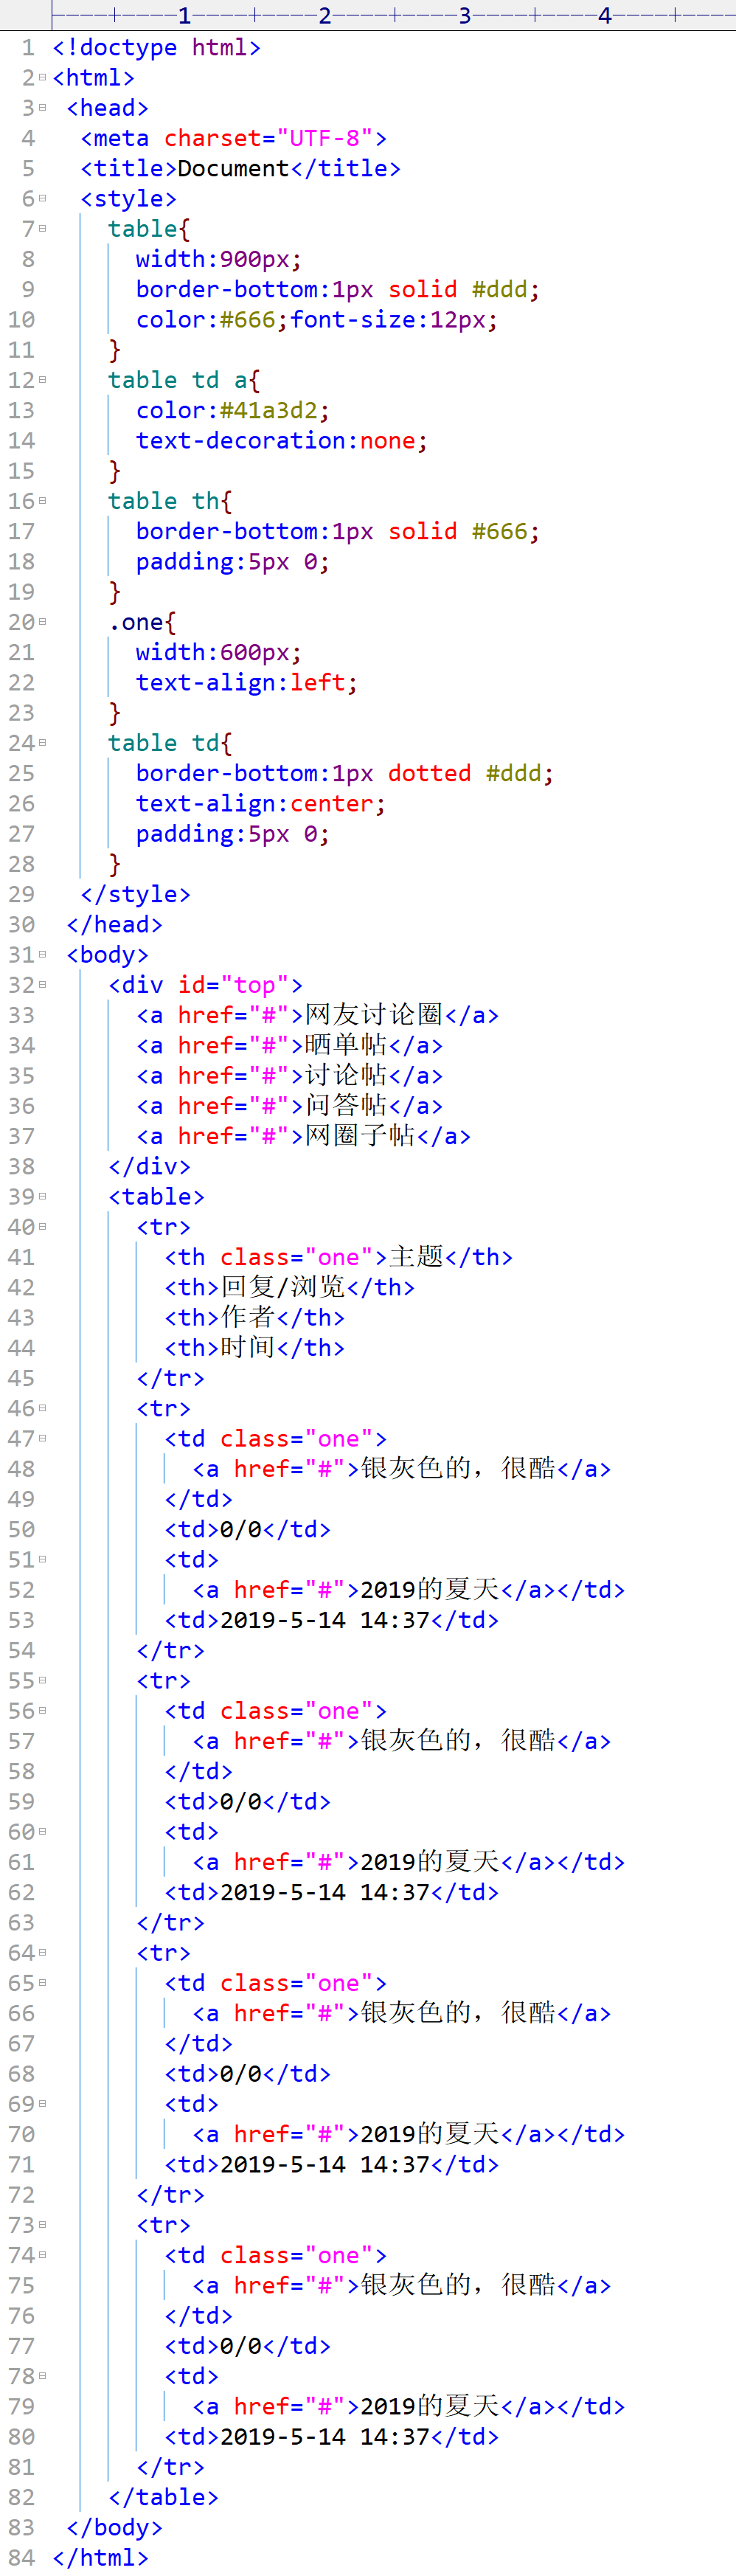 1 2 3 4
1 <!doctype html>
2 <html>
3 <head>
4 <meta charset="UTF-8">
5 <title>Document</title>
6 <style>
7 table{
8 width:900px;
9 border-bottom:1px solid #ddd;
10 color:#666;font-size:12px;
11 }
12 table td a{
13 color:#41a3d2;
14 text-decoration:none;
15 }
16 table th{
17 border-bottom:1px solid #666;
18 padding:5px 0;
19 }
20 .one{
21 width:600px;
22 text-align:left;
23 }
24 table td{
25 border-bottom:1px dotted #ddd;
26 text-align:center;
27 padding:5px 0;
28 }
29 </style>
30 </head>
31 <body>
32 <div id="top">
33 <a href="#">网友讨论圈</a>
34 <a href="#">晒单帖</a>
35 <a href="#">讨论帖</a>
36 <a href="#">问答帖</a>
37 <a href="#">网圈子帖</a>
38 </div>
39 <table>
40 <tr>
41 <th class="one">主题</th>
42 <th>回复/浏览</th>
43 <th>作者</th>
44 <th>时间</th>
45 </tr>
46 <tr>
47 <td class="one">
48 <a href="#">银灰色的，很酷</a>
49 </td>
50 <td>0/0</td>
51 <td>
52 <a href="#">2019的夏天</a></td>
53 <td>2019-5-14 14:37</td>
54 </tr>
55 <tr>
56 <td class="one">
57 <a href="#">银灰色的，很酷</a>
58 </td>
59 <td>0/0</td>
60 <td>
61 <a href="#">2019的夏天</a></td>
62 <td>2019-5-14 14:37</td>
63 </tr>
64 <tr>
65 <td class="one">
66 <a href="#">银灰色的，很酷</a>
67 </td>
68 <td>0/0</td>
69 <td>
70 <a href="#">2019的夏天</a></td>
71 <td>2019-5-14 14:37</td>
72 </tr>
73 <tr>
74 <td class="one">
75 <a href="#">银灰色的，很酷</a>
76 </td>
77 <td>0/0</td>
78 <td>
79 <a href="#">2019的夏天</a></td>
80 <td>2019-5-14 14:37</td>
81 </tr>
82 </table>
83 </body>
84 </html>